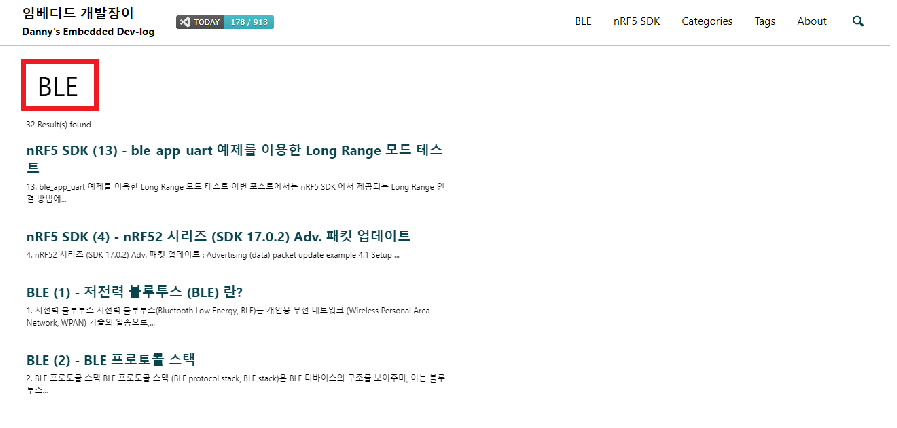 임베디드 개발장이
Danny's Embedded Dev-log
TODAY 178 / 913
BLE nRF5 SDK Categories Tags About
BLE
32 Result(s) found
nRF5 SDK (13) - ble app uart 예제를 이용한 Long Range 모드 테스
트
13. ble_app_uart 예제를 이용한 Long Range 모드 테스트 이번 포스트에서는 nRF5 SDK 에서 제공되는 Long Range 연
결 방법에...
nRF5 SDK (4) - nRF52 시리즈 (SDK 17.0.2) Adv. 패킷 업데이트
4. nRF52 시리즈 (SDK 17.0.2) Adv. 패킷 업데이트 : Advertising (data) packet update example 4.1 Setup ...
BLE (1) - 저전력 블루투스 (BLE) 란?
1. 저전력 블루투스 저전력 블루투스(Bluetooth Low Energy, BLE)는 개인용 무선 네트워크 (Wireless Personal Area
Network, WPAN) 기술의 일종으로,...
BLE (2) - BLE 프로토콜 스택
2. BLE 프로토콜 스택 BLE 프로토콜 스택 (BLE protocol stack, BLE stack)은 BLE 디바이스의 구조를 보여주며, 이는 블루
투스...